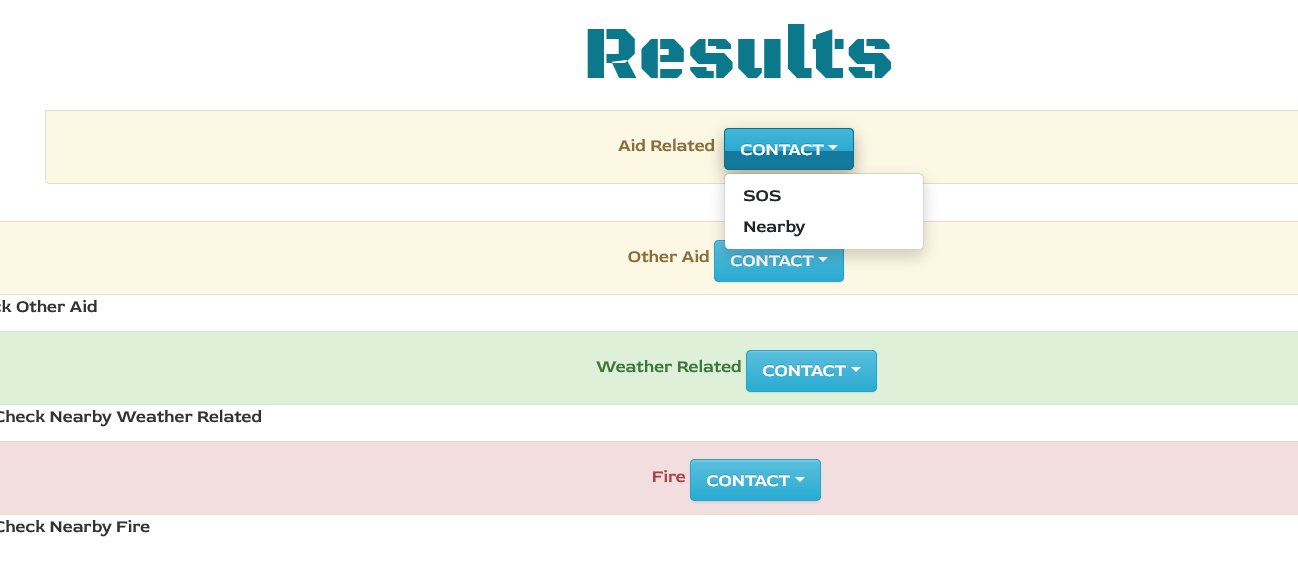 Results
Aid Related CONTACT
SOS
Nearby
Other Aid CONTACT
k Other Aid
Weather Related CONTACT
Check Nearby Weather Related
Fire CONTACT
Check Nearby Fire